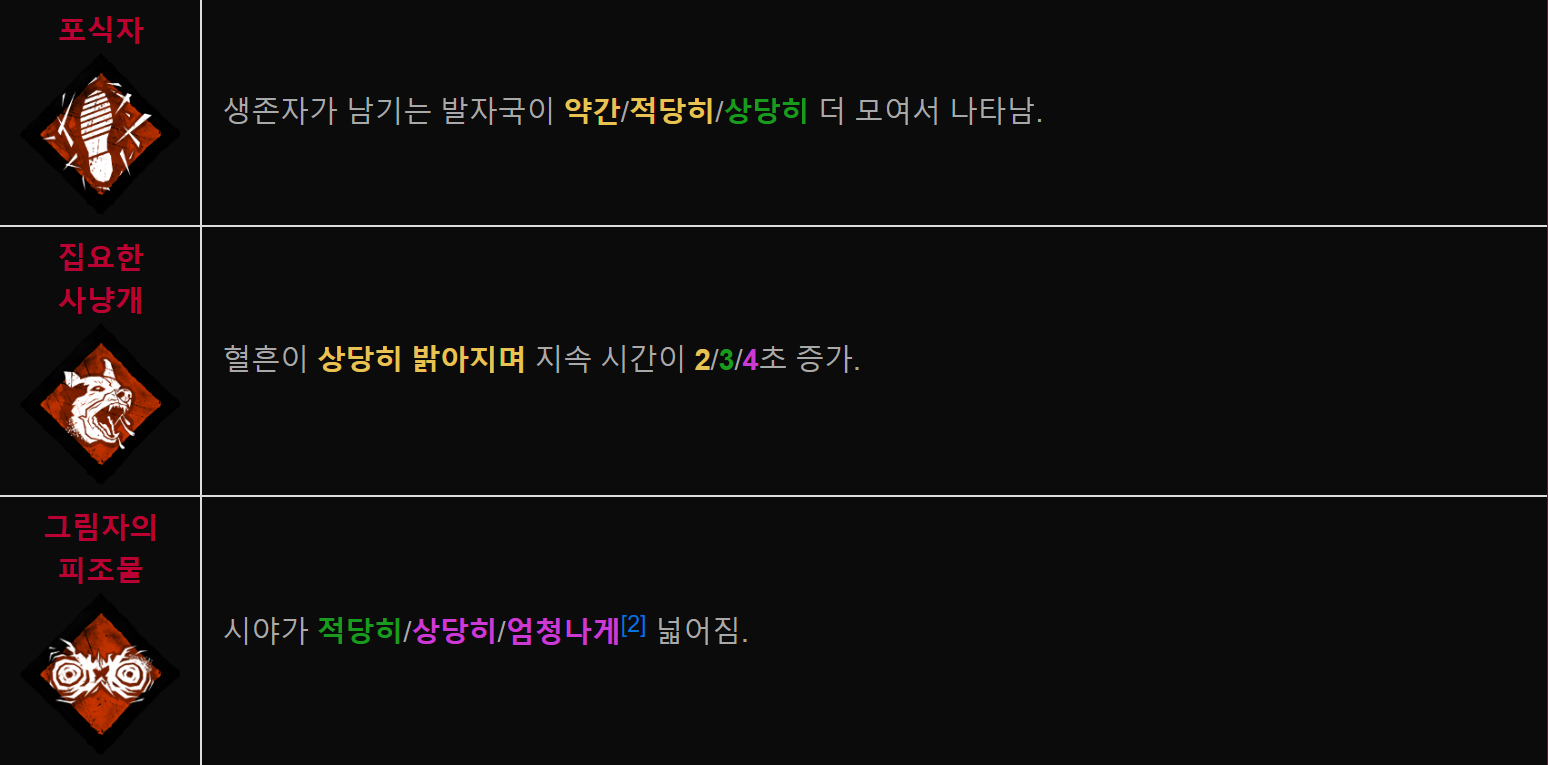 포식자
생존자가 남기는 발자국이 약간/적당히/상당히 더 모여서 나타남.
집요한
사냥개
혈흔이 상당히 밝아지며 지속 시간이 2/3/4초 증가.
그림자의
피조물
시야가 적당히/상당히/엄청나게[2] 넓어짐.